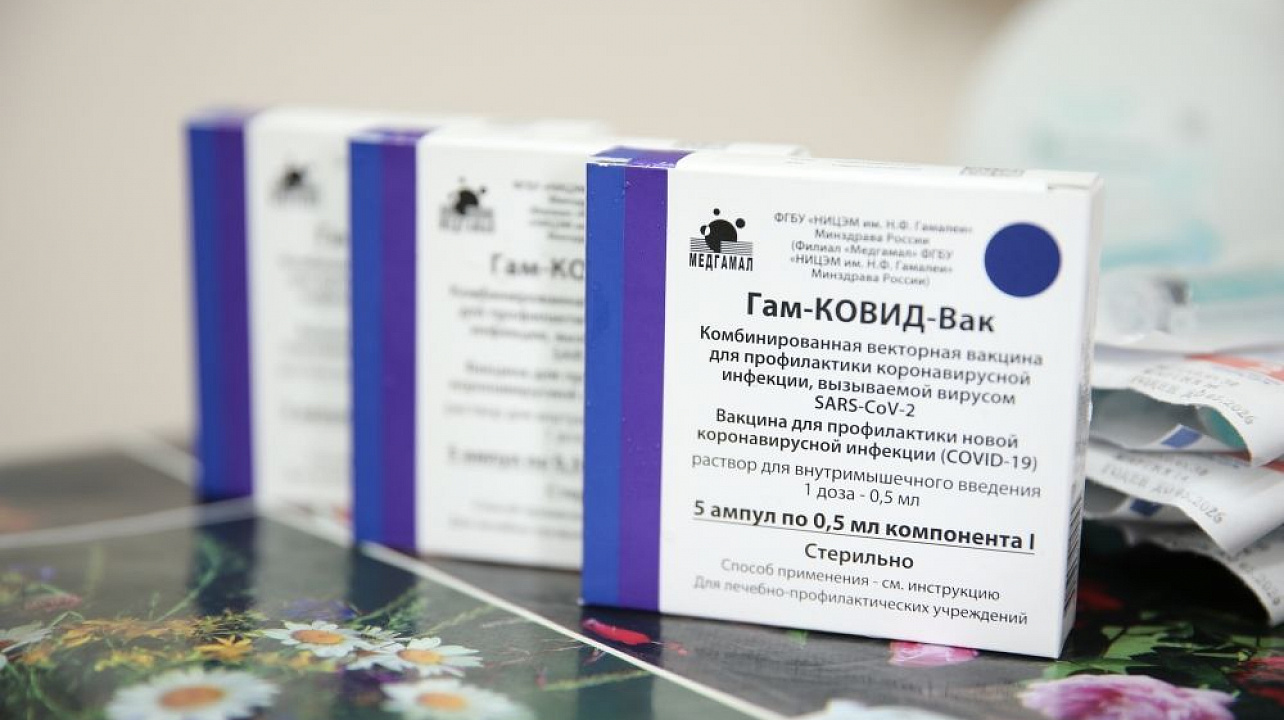 МЕДГАМАЛ
ФГБУ «НИЦЭМ им. Н.Ф. Гамалеи»
Минздрава России
(Филиал «Медгамал» ФГБУ
«НИЦЭМ им. Н.Ф. Гамалеи»
Минздрава России)
Гам-КОВИД-Вак
Комбинированная векторная вакцина
для профилактики коронавирусной
инфекции, вызываемой вирусом
SARS-CoV-2
Вакцина для профилактики новой
коронавирусной инфекции (COVID-19)
раствор для внутримышечного введения
1 доза - 0,5 мл
5 ампул по 0,5 мл компонента I
Стерильно
Способ применения - см. инструкцию
Для лечебно-профилактических учреждений
Гам-КО